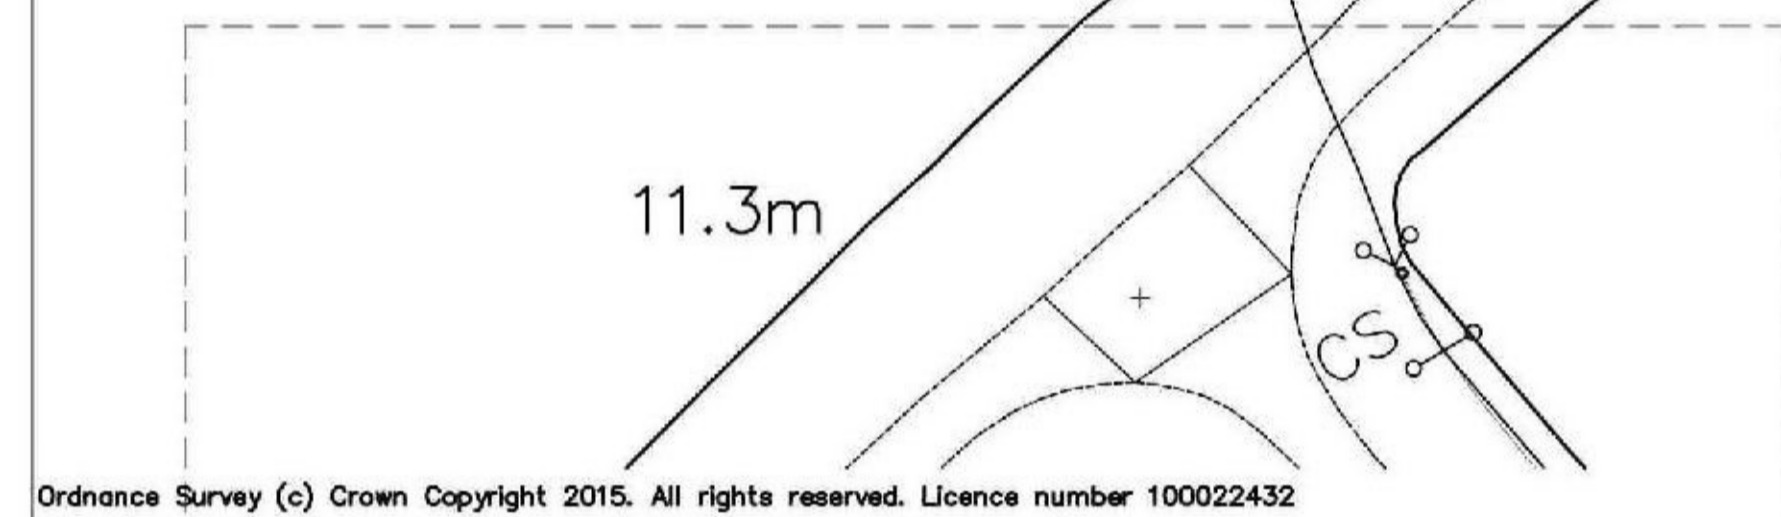 11.3m
CS
Ordnance Survey (c) Crown Copyright 2015. All rights reserved. Licence number 100022432